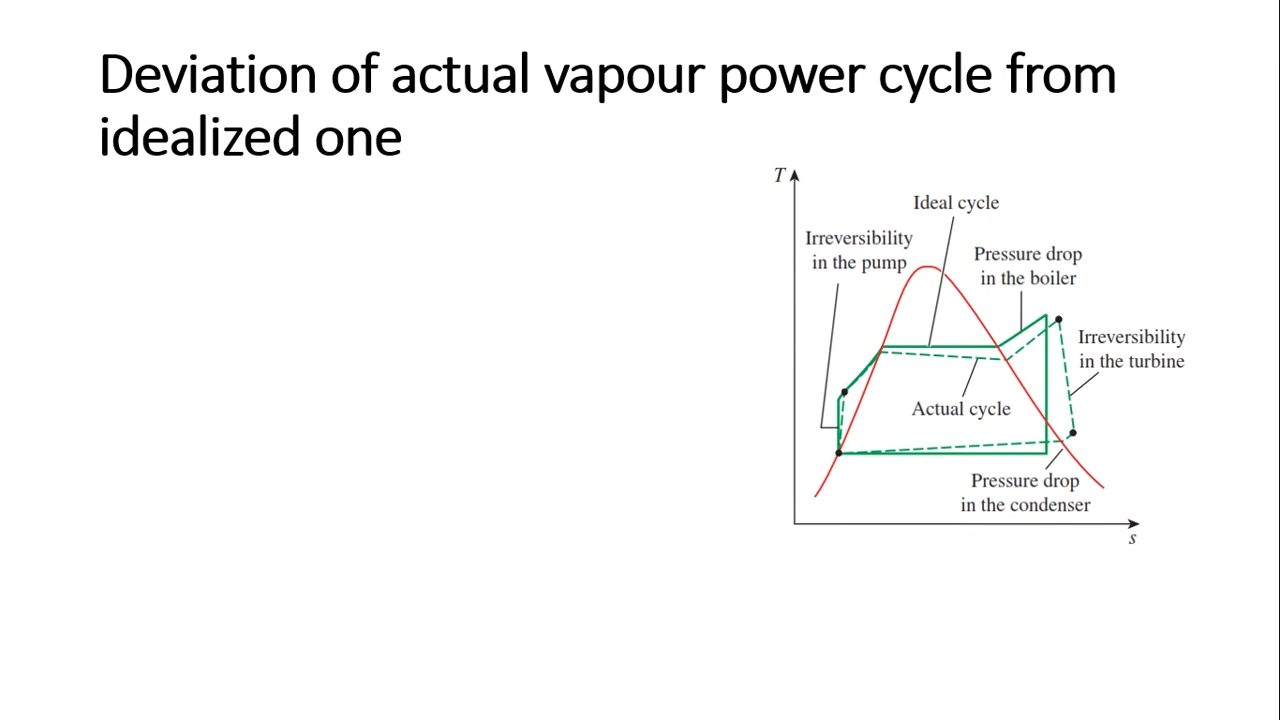 Deviation of actual vapour power cycle from
idealized one
T
Ideal cycle
Irreversibility
in the pump
Pressure drop
in the boiler
Irreversibility
in the turbine
Actual cycle
Pressure drop
in the condenser
s